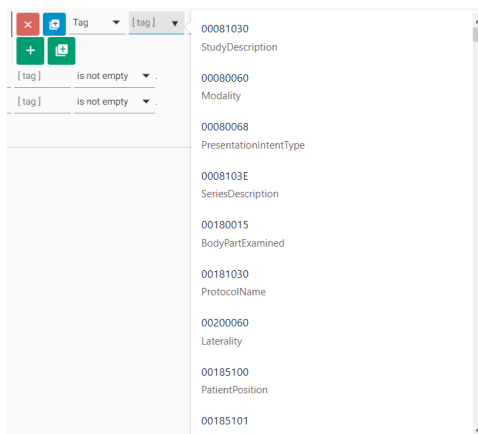 Tag [tag]
[tag] is not empty .
[tag] is not empty .
00081030
StudyDescription
00080060
Modality
00080068
PresentationIntentType
0008103E
SeriesDescription
00180015
BodyPartExamined
00181030
ProtocolName
00200060
Laterality
00185100
PatientPosition
00185101